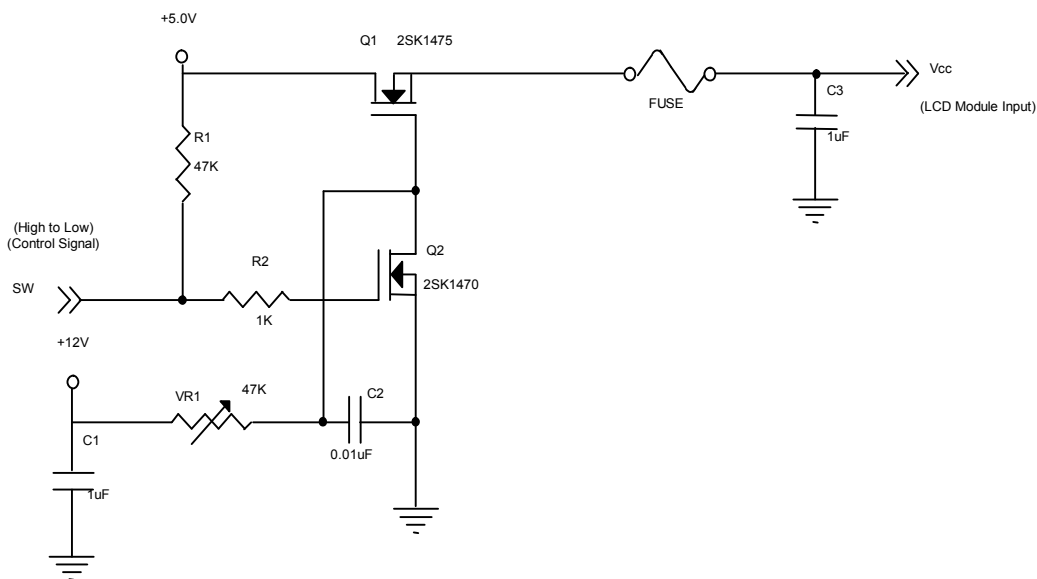 +5.0V
Q1 2SK1475
Vcc
(LCD Module Input)
FUSE
C3
1uF
R1
47K
(High to Low)
(Control Signal)
SW
R2
1K
Q2
2SK1470
+12V
VR1
47K
C2
0.01uF
C1
1uF